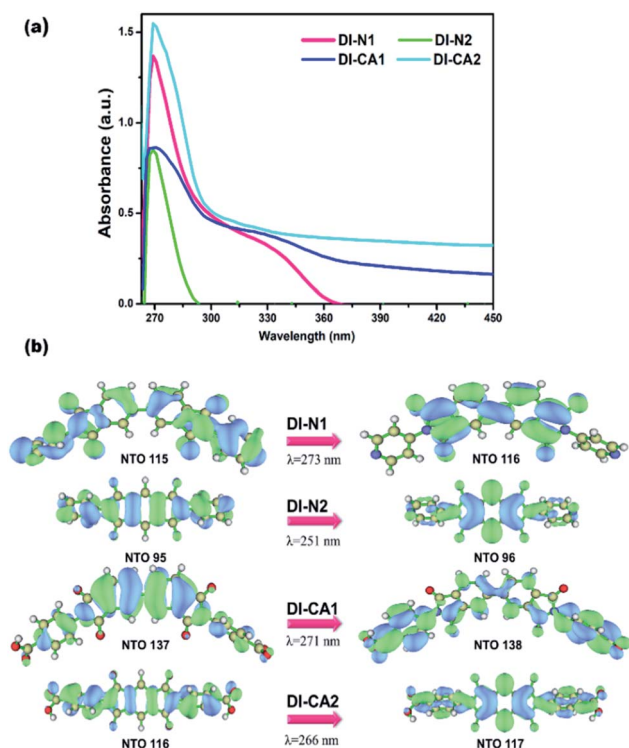 (a)
DI-N1 DI-N2
DI-CA1 DI-CA2
Absorbance (a.u.)
1.5
1.0
0.5
0.0
270 300 330 360 390 420 450
Wavelength (nm)
(b)
DI-N1
λ=273 nm
NTO 115 NTO 116
DI-N2
λ=251 nm
NTO 95 NTO 96
DI-CA1
λ=271 nm
NTO 137 NTO 138
DI-CA2
λ=266 nm
NTO 116 NTO 117